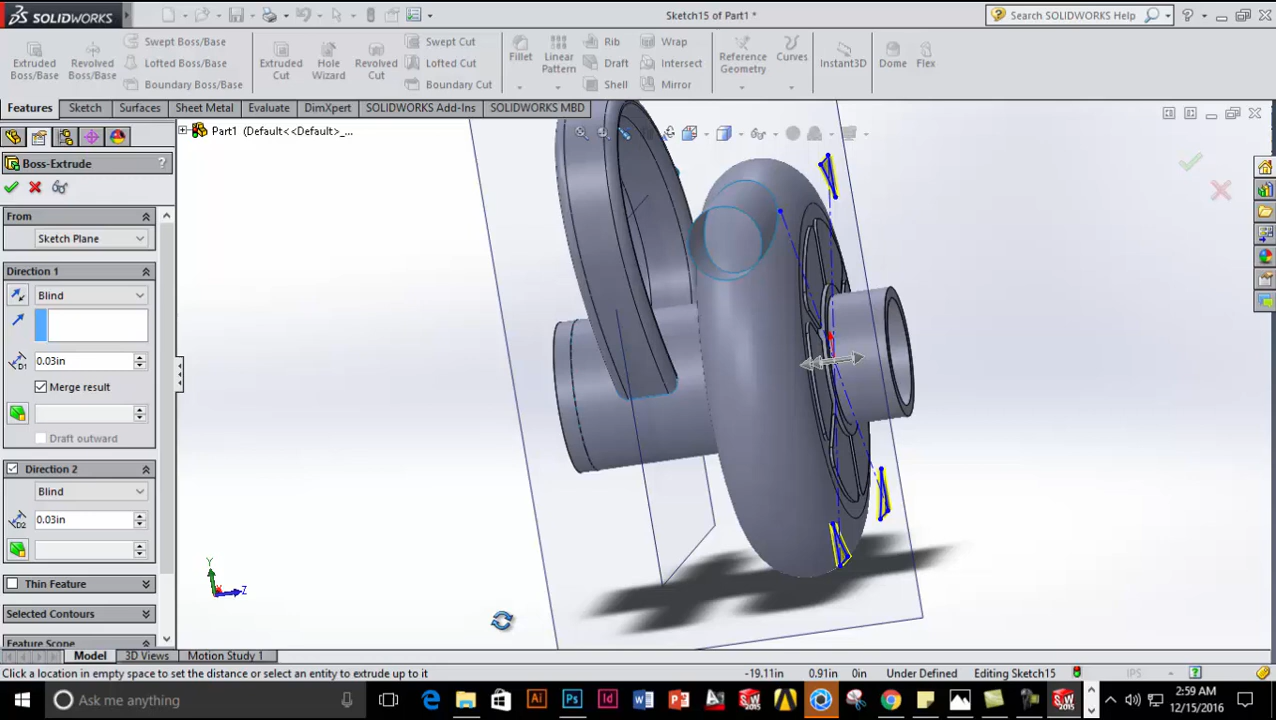 SOLIDWORKS
Sketch15 of Part1 *
Search SOLIDWORKS Help
Extruded Boss/Base
Revolved Boss/Base
Swept Boss/Base
Lofted Boss/Base
Boundary Boss/Base
Extruded Cut
Hole Wizard
Revolved Cut
Swept Cut
Lofted Cut
Boundary Cut
Fillet
Linear Pattern
Rib
Draft
Shell
Wrap
Intersect
Mirror
Reference Geometry
Curves
Instant3D
Dome
Flex
Features
Sketch
Surfaces
Sheet Metal
Evaluate
DimXpert
SOLIDWORKS Add-Ins
SOLIDWORKS MBD
Part1 (Default<<Default>_...
Boss-Extrude
?
From
Sketch Plane
Direction 1
Blind
D1
0.03in
Merge result
Draft outward
Direction 2
Blind
D2
0.03in
Thin Feature
Selected Contours
Feature Scope
Y
Z
Model
3D Views
Motion Study 1
Click a location in empty space to set the distance or select an entity to extrude up to it
-19.11in
0.91in
0in
Under Defined
Editing Sketch15
IPS
Ask me anything
2:59 AM
12/15/2016